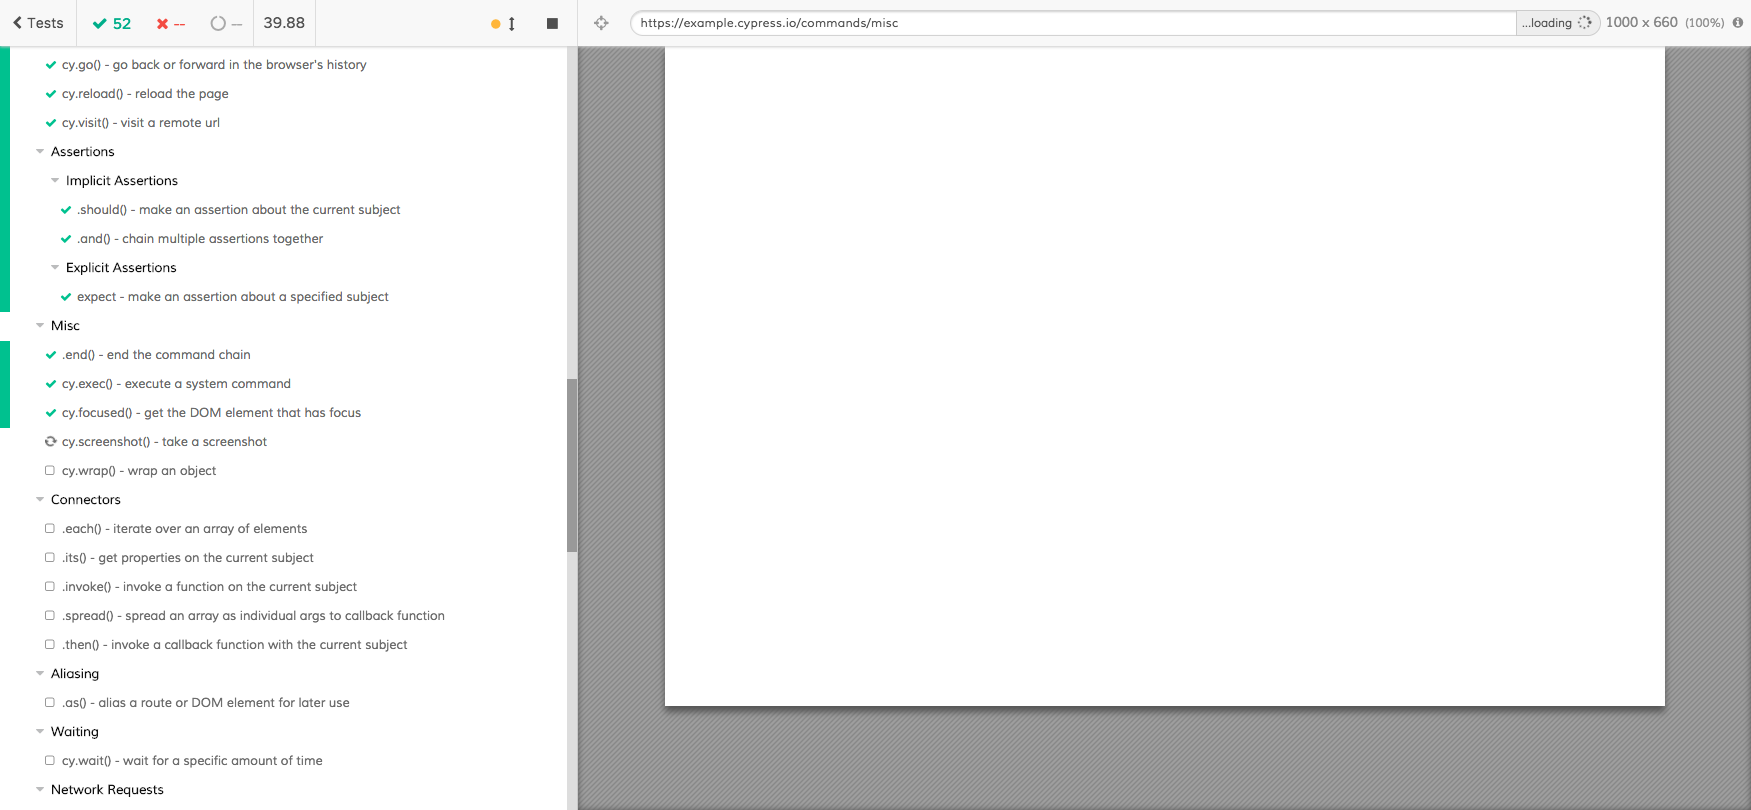 Tests 52 -- -- 39.88
https://example.cypress.io/commands/misc ...loading 1000 x 660 (100%)
cy.go() - go back or forward in the browser's history
cy.reload() - reload the page
cy.visit() - visit a remote url
Assertions
Implicit Assertions
.should() - make an assertion about the current subject
.and() - chain multiple assertions together
Explicit Assertions
expect - make an assertion about a specified subject
Misc
.end() - end the command chain
cy.exec() - execute a system command
cy.focused() - get the DOM element that has focus
cy.screenshot() - take a screenshot
cy.wrap() - wrap an object
Connectors
.each() - iterate over an array of elements
.its() - get properties on the current subject
.invoke() - invoke a function on the current subject
.spread() - spread an array as individual args to callback function
.then() - invoke a callback function with the current subject
Aliasing
.as() - alias a route or DOM element for later use
Waiting
cy.wait() - wait for a specific amount of time
Network Requests